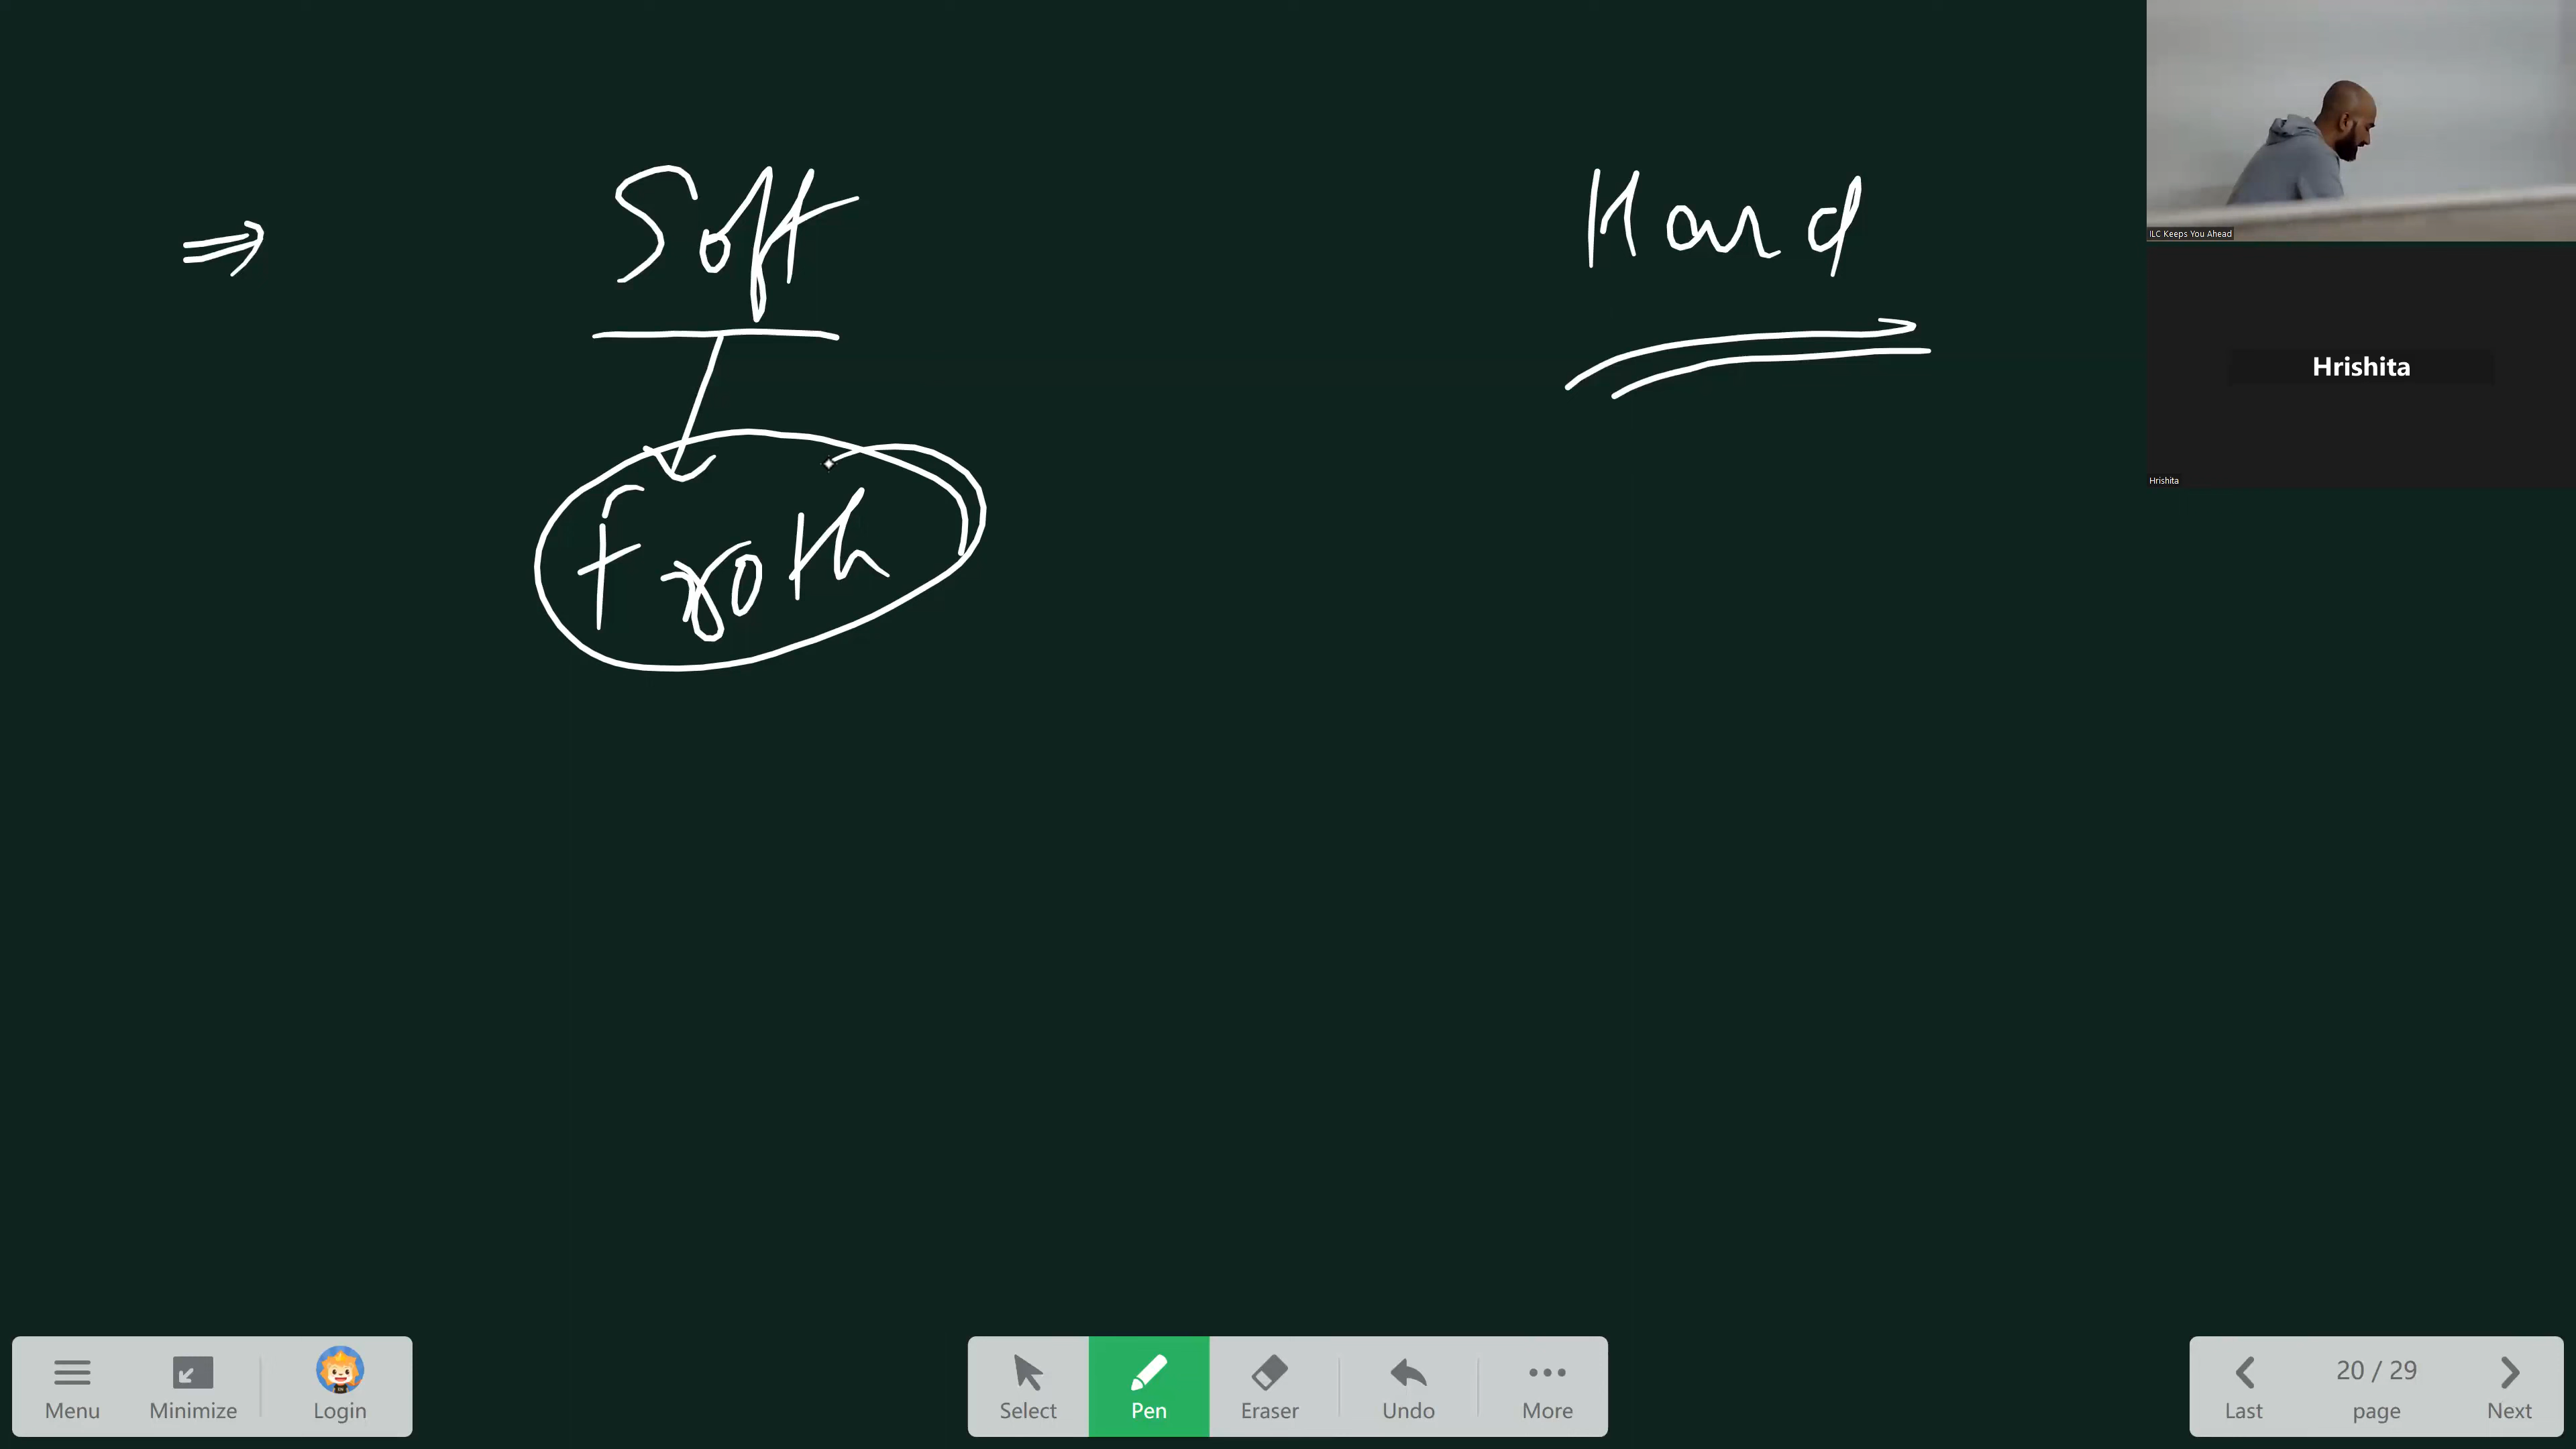 ⇒ Soft Hard
Froth
ILC Keeps You Ahead
Hrishita
Hrishita
Menu Minimize Login
Select Pen Eraser Undo More
Last 20 / 29 page Next